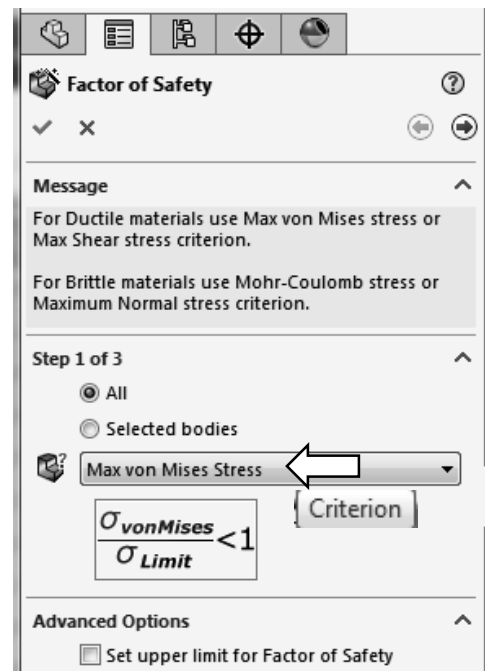 Factor of Safety
Message
For Ductile materials use Max von Mises stress or
Max Shear stress criterion.
For Brittle materials use Mohr-Coulomb stress or
Maximum Normal stress criterion.
Step 1 of 3
All
Selected bodies
Max von Mises Stress
Criterion
σ vonMises
σ Limit
<1
Advanced Options
Set upper limit for Factor of Safety